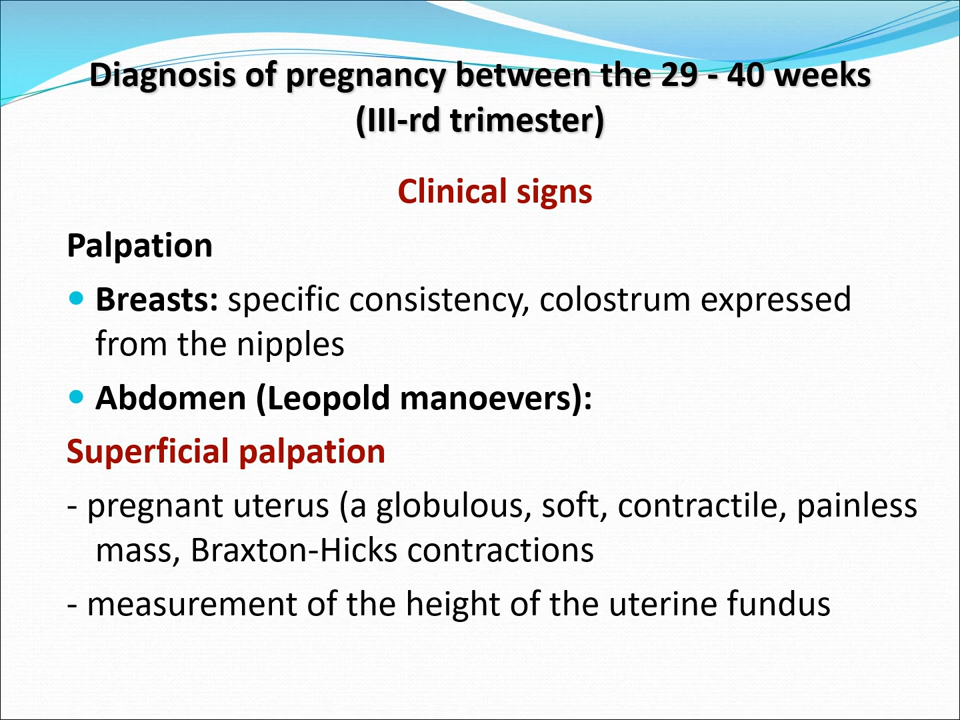 Diagnosis of pregnancy between the 29 - 40 weeks
(III-rd trimester)
Clinical signs
Palpation
• Breasts: specific consistency, colostrum expressed
from the nipples
• Abdomen (Leopold manoevers):
Superficial palpation
- pregnant uterus (a globulous, soft, contractile, painless
mass, Braxton-Hicks contractions
- measurement of the height of the uterine fundus